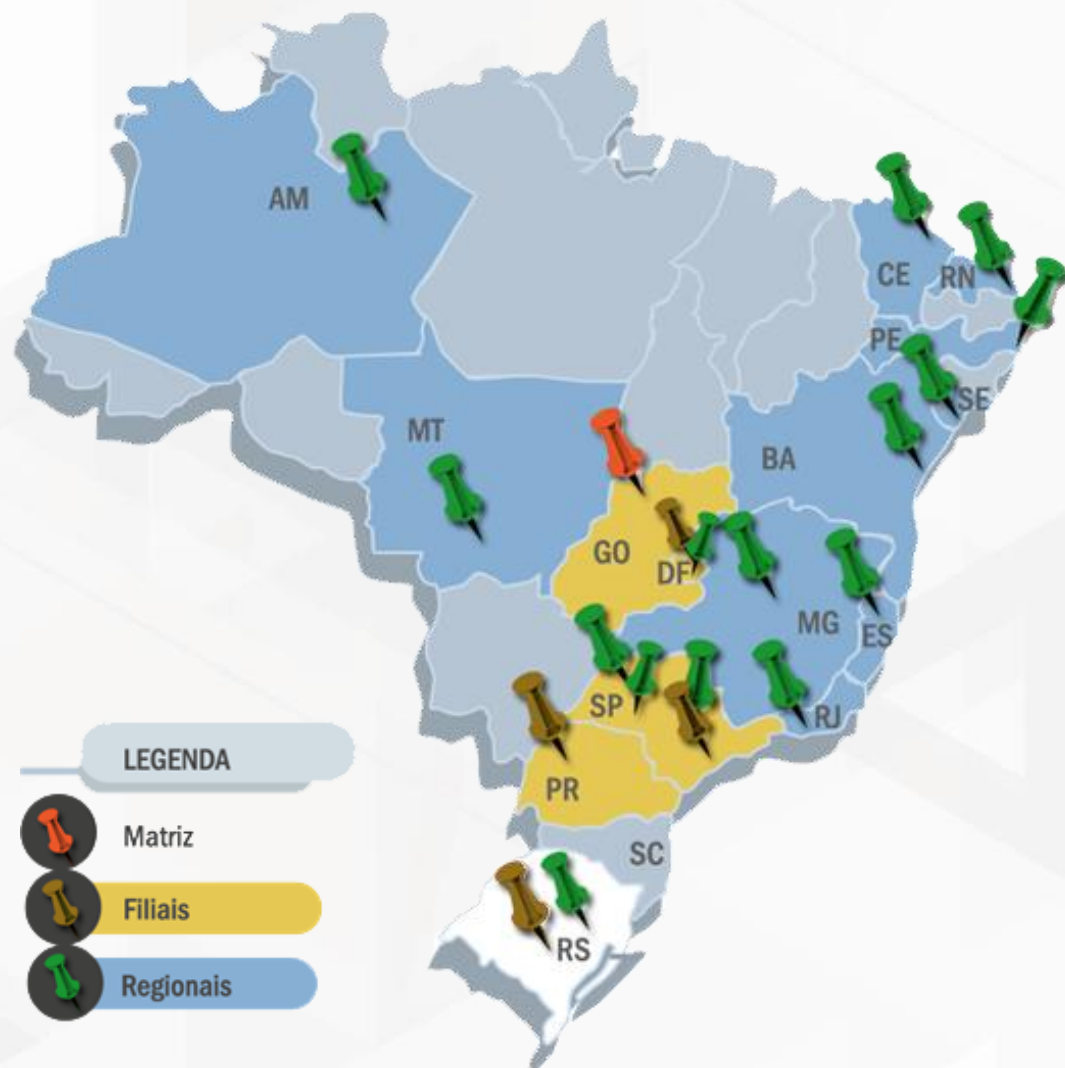 AM
CE
RN
PE
SE
MT
BA
GO
DF
MG
ES
SP
RJ
PR
SC
RS
LEGENDA
Matriz
Filiais
Regionais